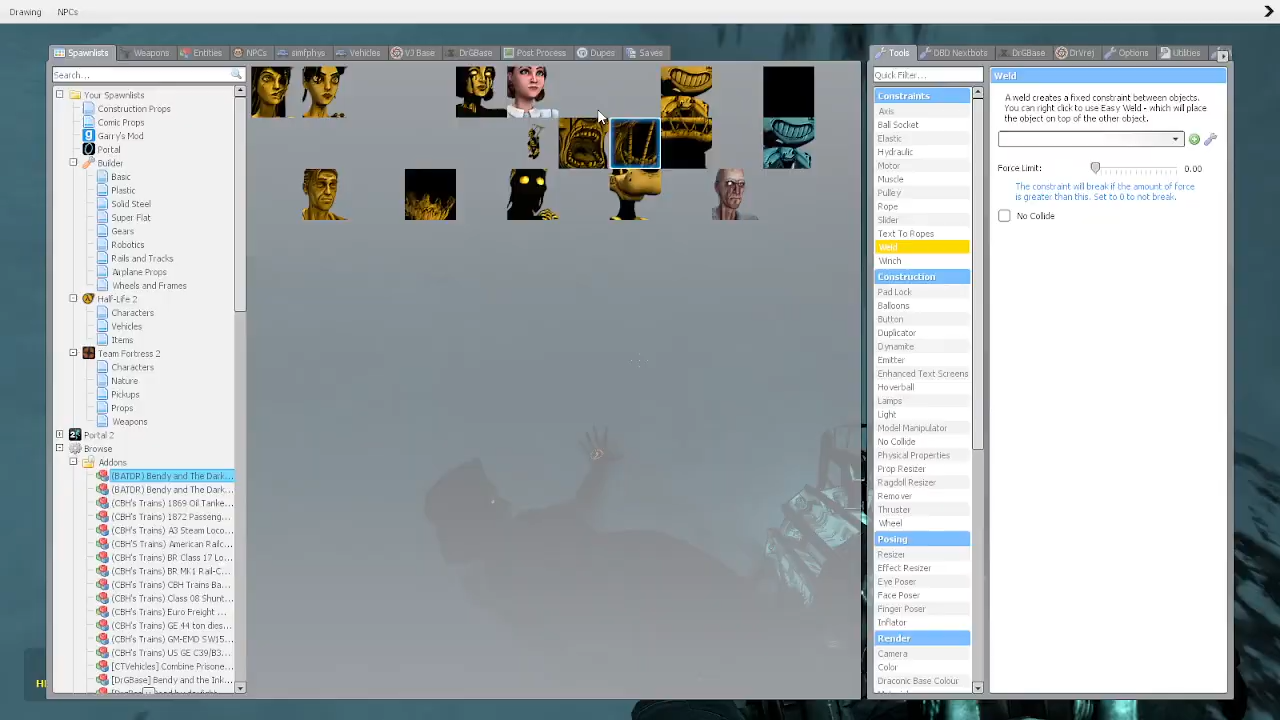 Drawing NPCs
Spawnlists Weapons Entities NPCs simfphys Vehicles VJ Base DrGBase Post Process Dupes Saves
Search...
Your Spawnlists
Construction Props
Comic Props
Garry's Mod
Portal
Builder
Basic
Plastic
Solid Steel
Super Flat
Gears
Robotics
Rails and Tracks
Airplane Props
Wheels and Frames
Half-Life 2
Characters
Vehicles
Items
Team Fortress 2
Characters
Nature
Pickups
Props
Weapons
Portal 2
Browse
Addons
(BATDR) Bendy and The Dark...
(BATDR) Bendy and The Dark...
(CBH's Trains) 1869 Oil Tanke...
(CBH's Trains) 1872 Passeng...
(CBH's Trains) A3 Steam Loco...
(CBH'S Trains) American Railc...
(CBH's Trains) BR Class 17 Lo...
(CBH's Trains) BR MK1 Rail-C...
(CBH's Trains) CBH Trains Ba...
(CBH's Trains) Class 08 Shunt...
(CBH's Trains) Euro Freight ...
(CBH's Trains) GE 44 ton dies...
(CBH's Trains) GM-EMD SW15...
(CBH's Trains) US GE C39/B3...
[CTVehicles] Combine Prisone...
[DrGBase] Bendy and the Ink...
Tools DBD Nextbots DrGBase DrVrej Options Utilities
Quick Filter...
Constraints
Axis
Ball Socket
Elastic
Hydraulic
Motor
Muscle
Pulley
Rope
Slider
Text To Ropes
Weld
Winch
Construction
Pad Lock
Balloons
Button
Duplicator
Dynamite
Emitter
Enhanced Text Screens
Hoverball
Lamps
Light
Model Manipulator
No Collide
Physical Properties
Prop Resizer
Ragdoll Resizer
Remover
Thruster
Wheel
Posing
Resizer
Effect Resizer
Eye Poser
Face Poser
Finger Poser
Inflator
Render
Camera
Color
Draconic Base Colour
Weld
A weld creates a fixed constraint between objects.
You can right click to use Easy Weld - which will place
the object on top of the other object.
Force Limit: 0.00
The constraint will break if the amount of force
is greater than this. Set to 0 to not break.
No Collide